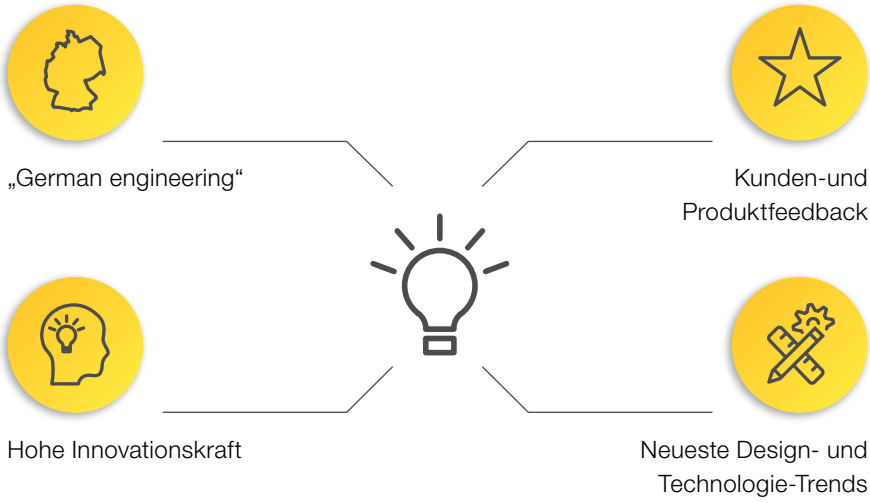 „German engineering“
Kunden-und
Produktfeedback
Hohe Innovationskraft
Neueste Design- und
Technologie-Trends